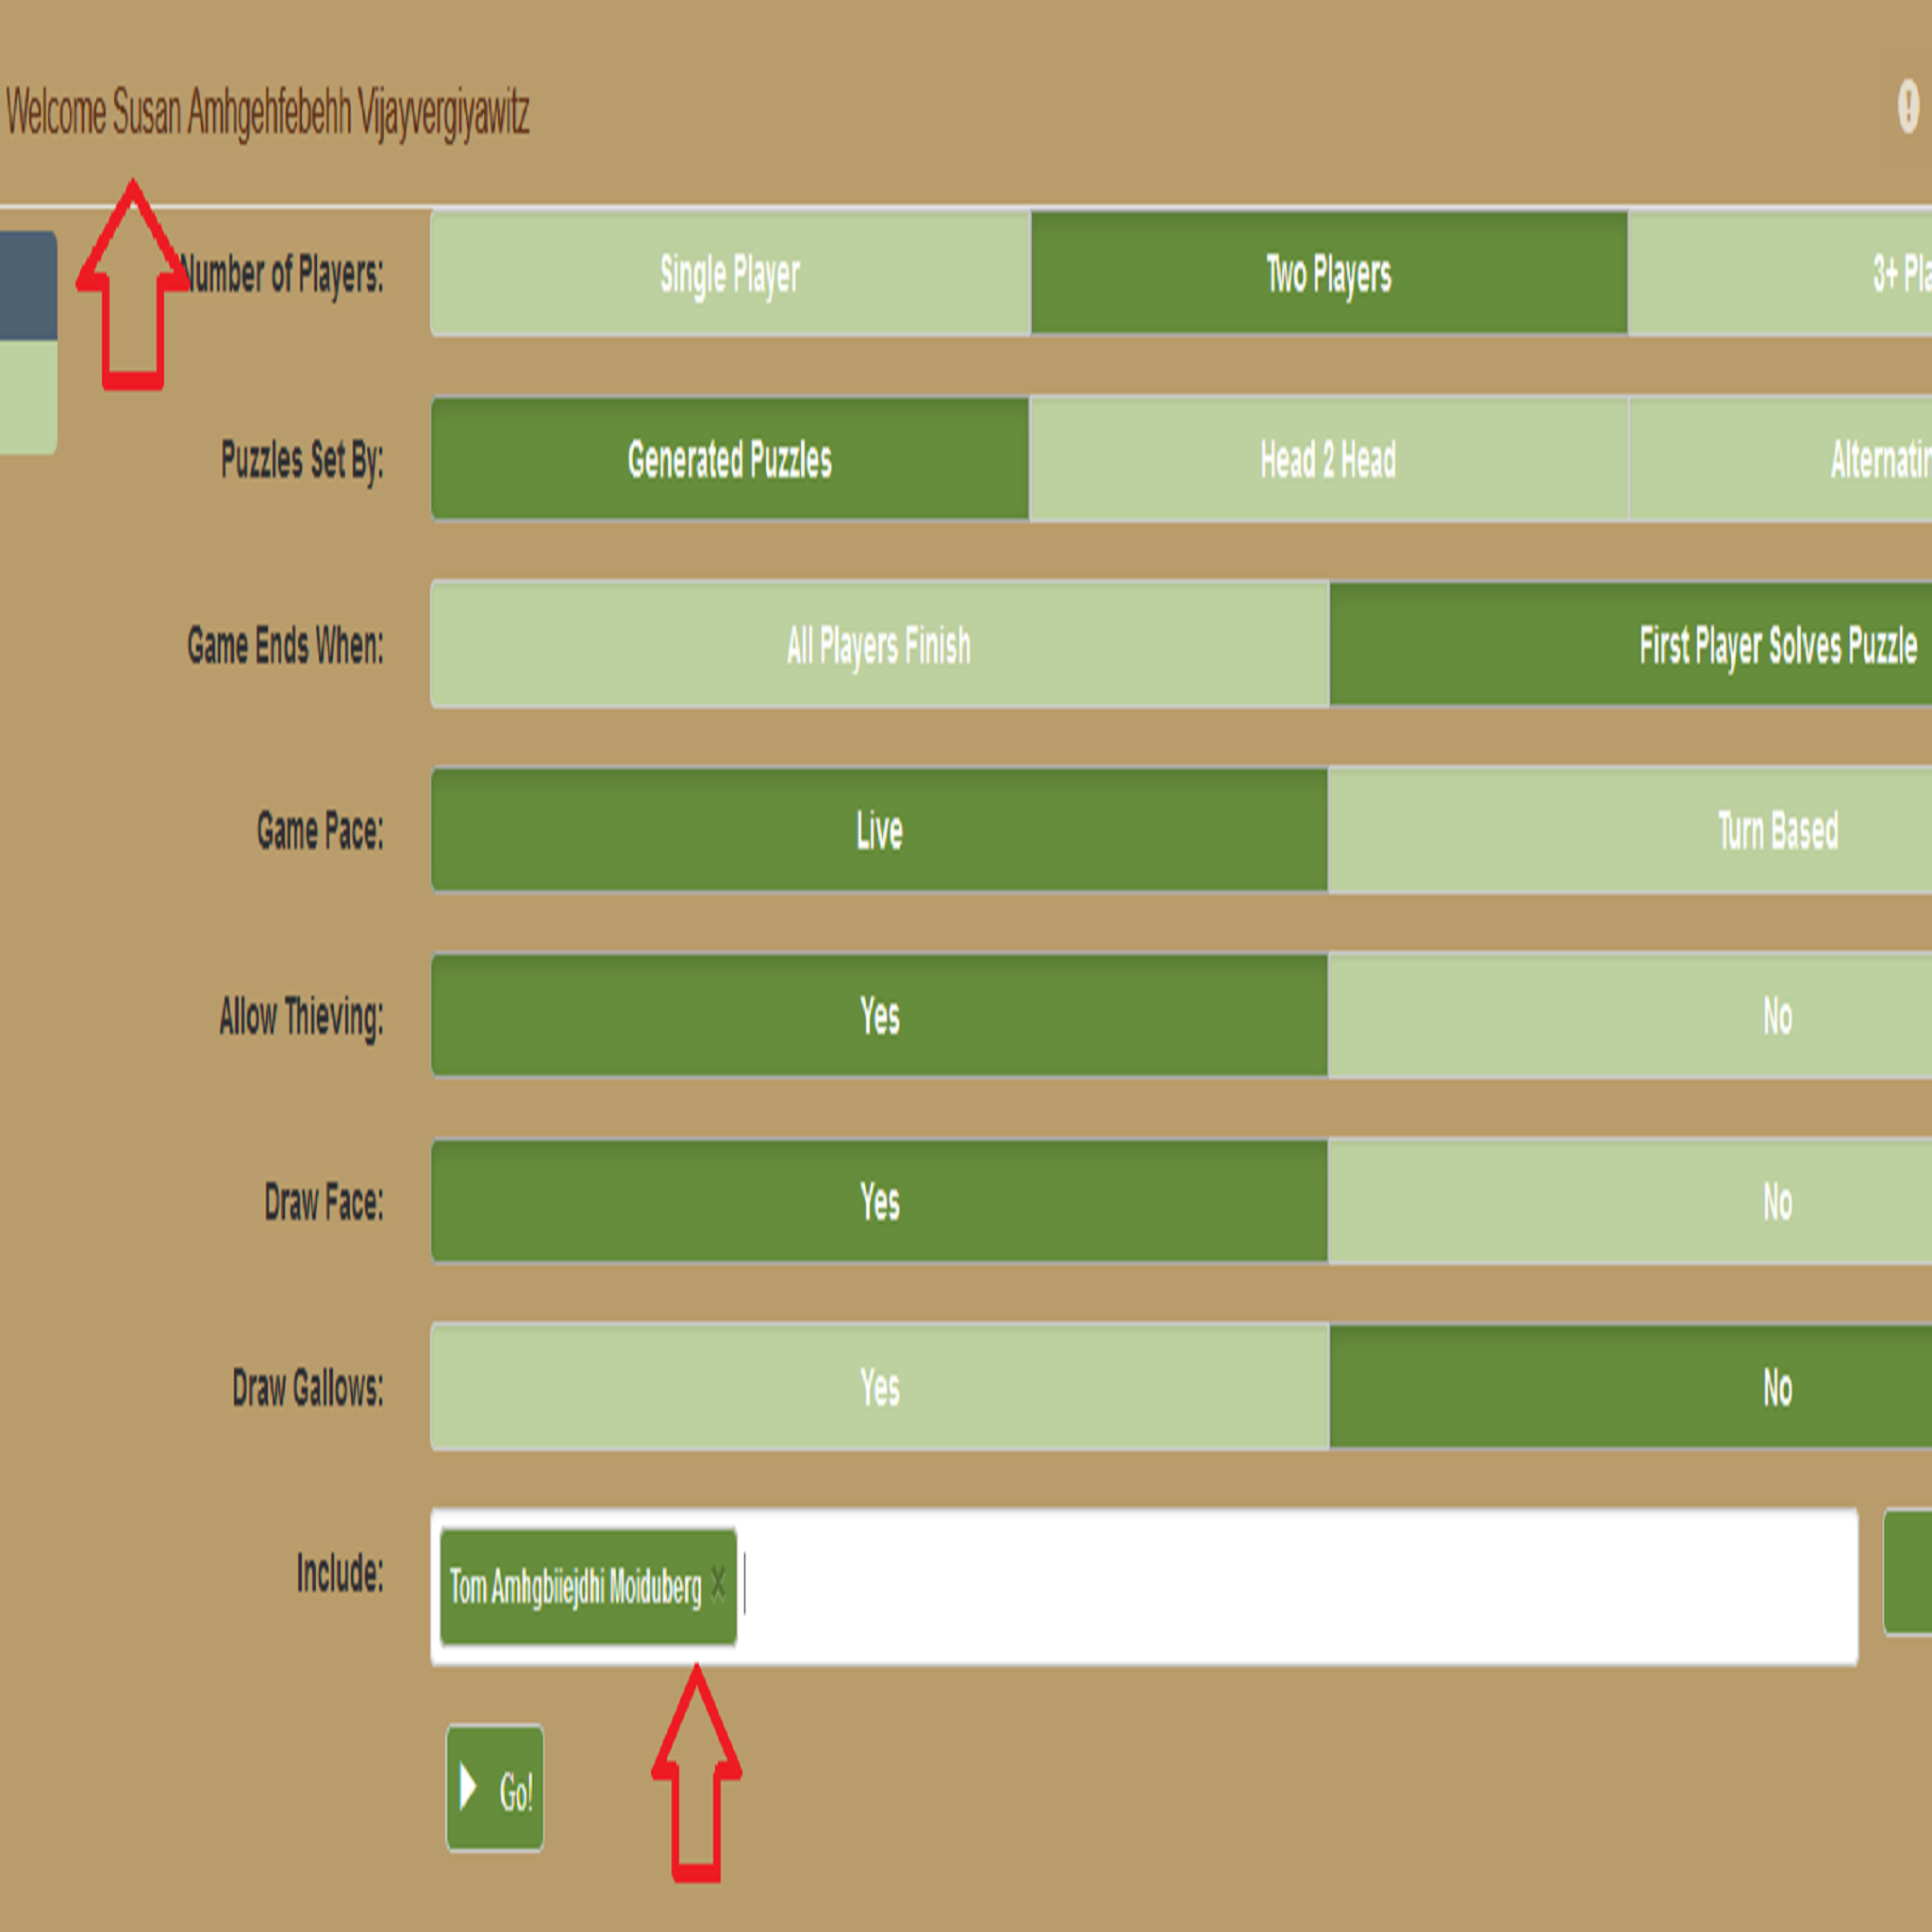 Welcome Susan Amhgehfebehh Vijayvergiyawitz
Number of Players: Single Player Two Players 3+ Pla
Puzzles Set By: Generated Puzzles Head 2 Head Alternatin
Game Ends When: All Players Finish First Player Solves Puzzle
Game Pace: Live Turn Based
Allow Thieving: Yes No
Draw Face: Yes No
Draw Gallows: Yes No
Include: Tom Amhgbiiejdhi Moiduberg ×
Go!